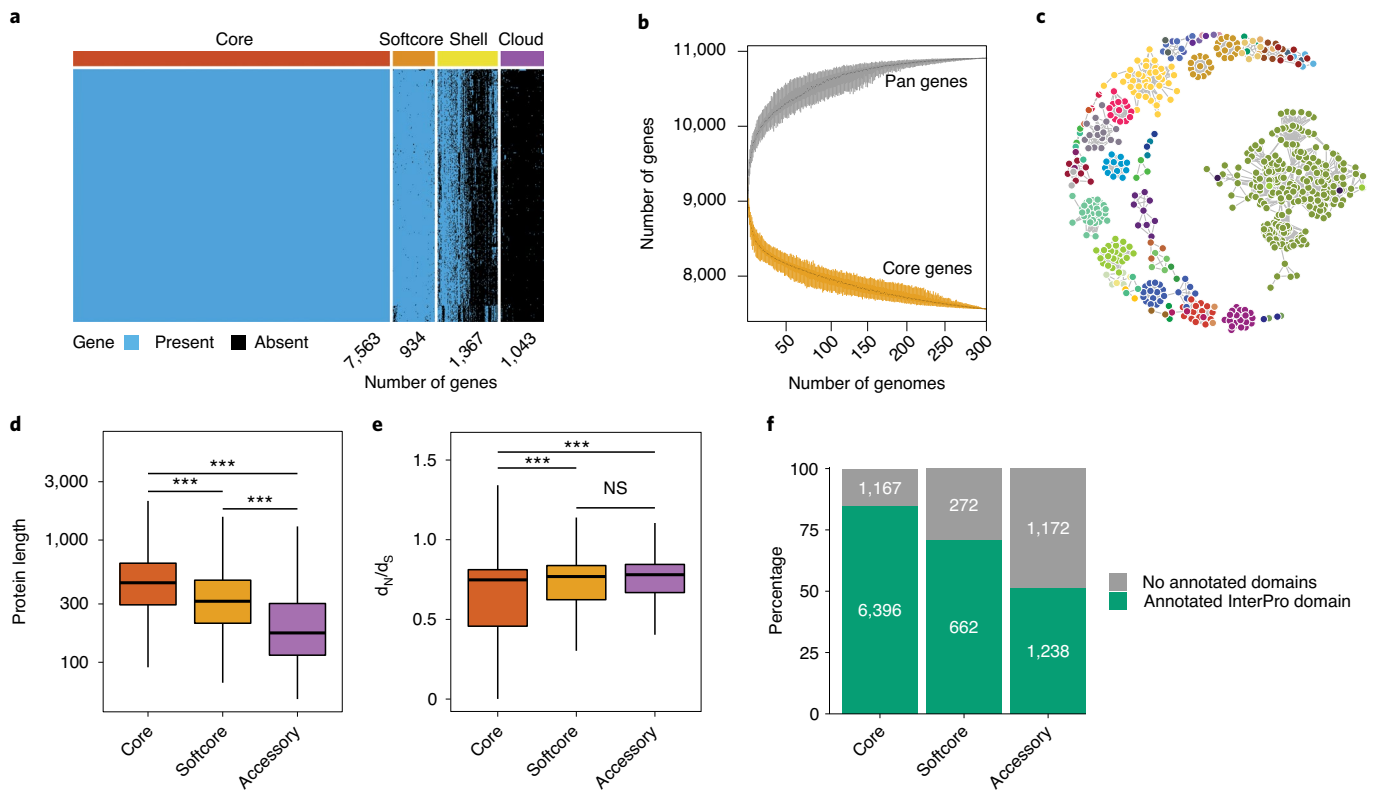 a
Core
Softcore
Shell
Cloud
Gene
Present
Absent
7,563
934
1,367
1,043
Number of genes
b
11,000
10,000
9,000
8,000
Number of genes
Pan genes
Core genes
50
100
150
200
250
300
Number of genomes
c
d
3,000
1,000
300
100
Protein length
***
***
***
Core
Softcore
Accessory
e
1.5
1.0
0.5
0
dN/dS
***
***
NS
Core
Softcore
Accessory
f
100
75
50
25
0
Percentage
1,167
272
1,172
6,396
662
1,238
Core
Softcore
Accessory
No annotated domains
Annotated InterPro domain